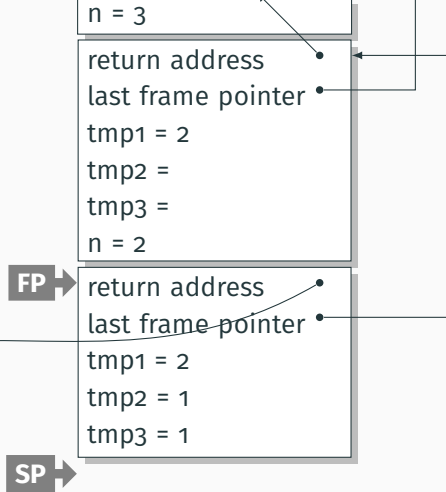 n = 3
return address
last frame pointer
tmp1 = 2
tmp2 =
tmp3 =
n = 2
FP
return address
last frame pointer
tmp1 = 2
tmp2 = 1
tmp3 = 1
SP